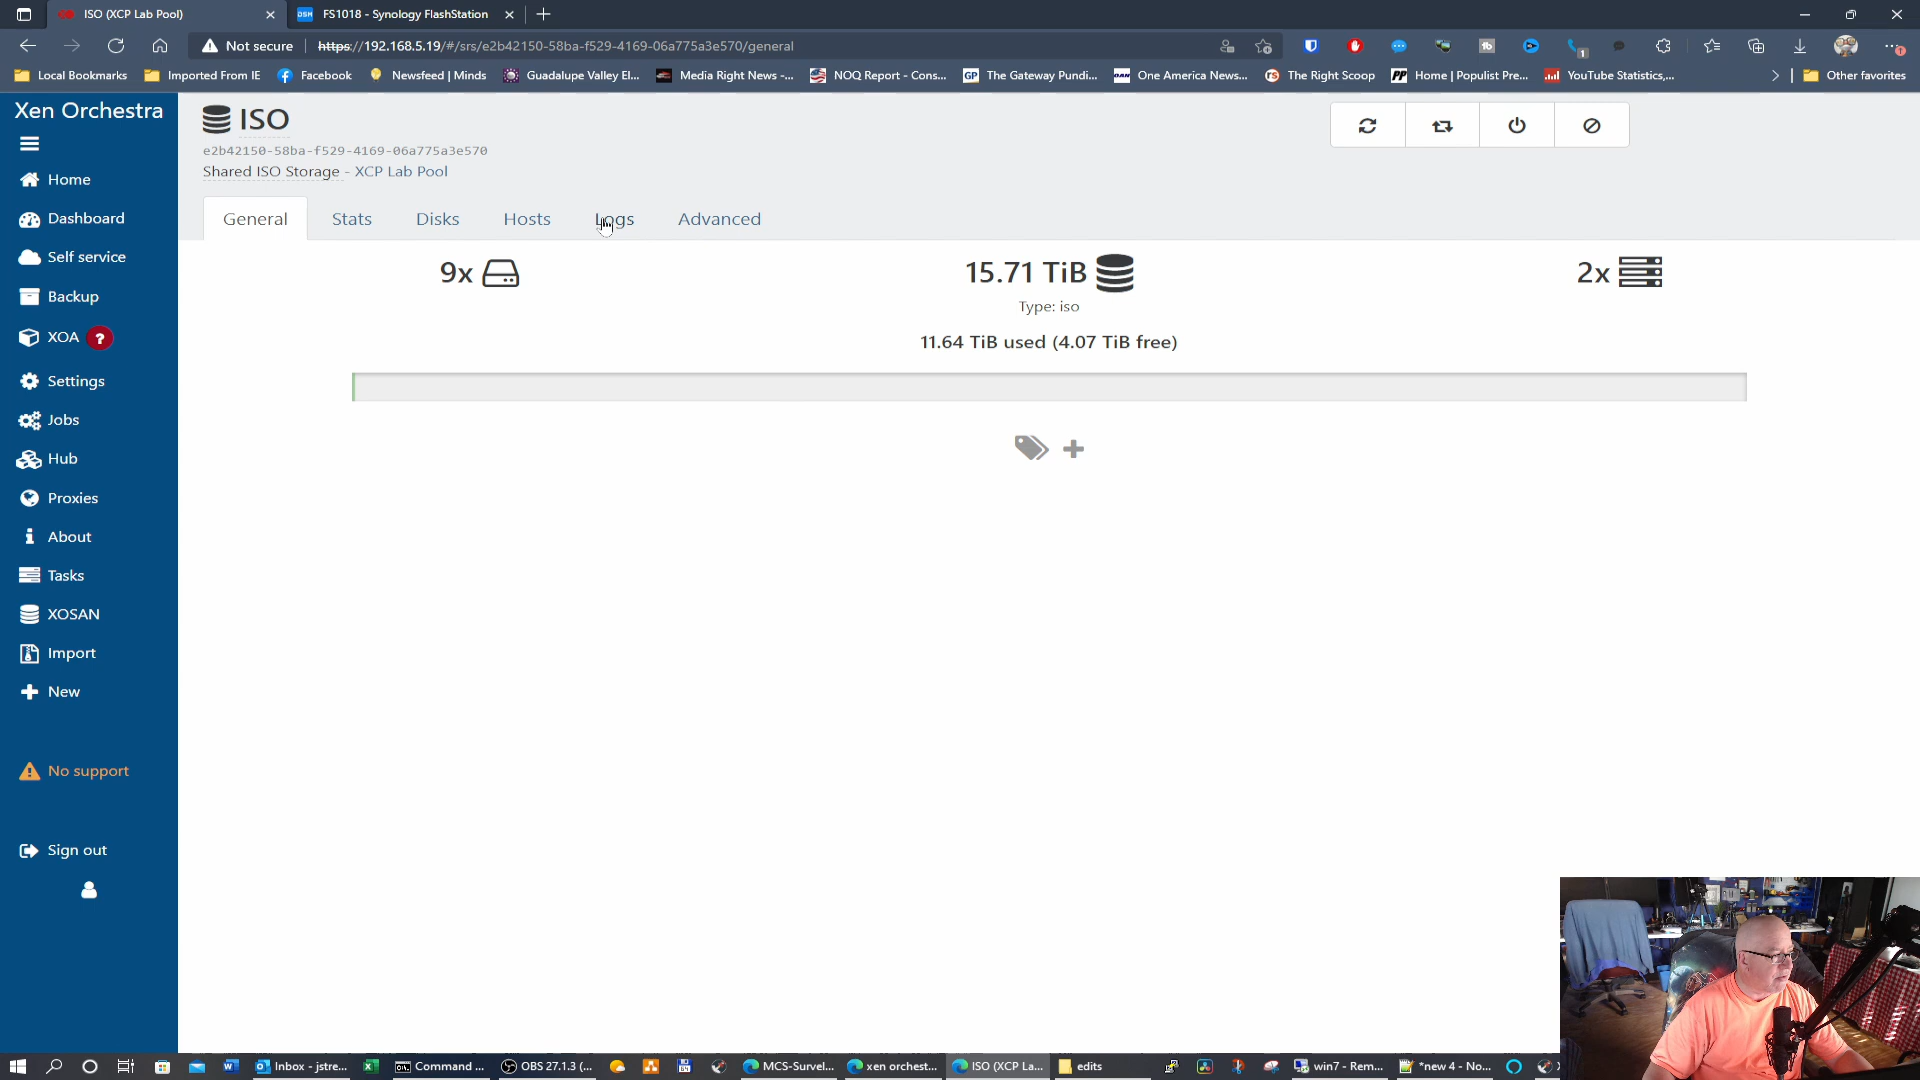 ISO (XCP Lab Pool)
FS1018 - Synology FlashStation
Not secure
https://192.168.5.19/#/srs/e2b42150-58ba-f529-4169-06a775a3e570/general
Local Bookmarks
Imported From IE
Facebook
Newsfeed | Minds
Guadalupe Valley El...
Media Right News -...
NOQ Report - Cons...
The Gateway Pundi...
One America News...
The Right Scoop
Home | Populist Pre...
YouTube Statistics,...
Other favorites
Xen Orchestra
ISO
e2b42150-58ba-f529-4169-06a775a3e570
Shared ISO Storage - XCP Lab Pool
Home
Dashboard
Self service
Backup
XOA ?
Settings
Jobs
Hub
Proxies
About
Tasks
XOSAN
Import
New
No support
Sign out
General
Stats
Disks
Hosts
Logs
Advanced
9x
15.71 TiB
2x
Type: iso
11.64 TiB used (4.07 TiB free)
Inbox - jstre...
Command ...
OBS 27.1.3 (...
MCS-Survel...
xen orchest...
ISO (XCP La...
edits
win7 - Rem...
*new 4 - No...